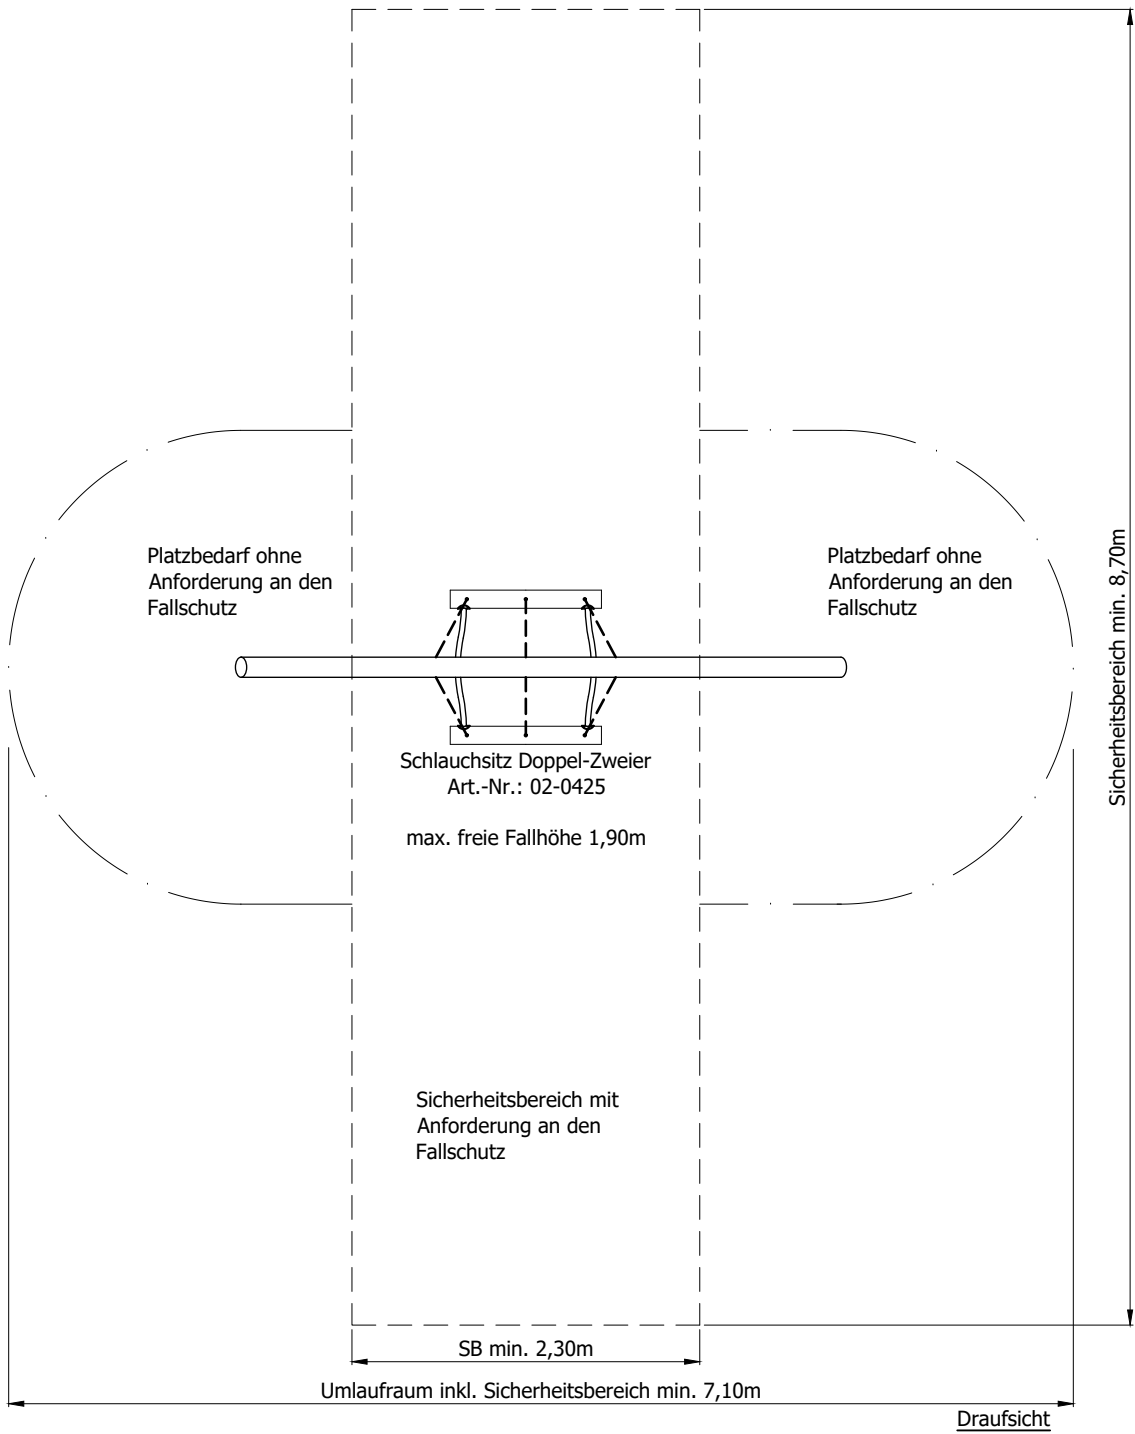 Platzbedarf ohne
Anforderung an den
Fallschutz
Platzbedarf ohne
Anforderung an den
Fallschutz
Sicherheitsbereich min. 8,70m
Schlauchsitz Doppel-Zweier
Art.-Nr.: 02-0425
max. freie Fallhöhe 1,90m
Sicherheitsbereich mit
Anforderung an den
Fallschutz
SB min. 2,30m
Umlaufraum inkl. Sicherheitsbereich min. 7,10m
Draufsicht